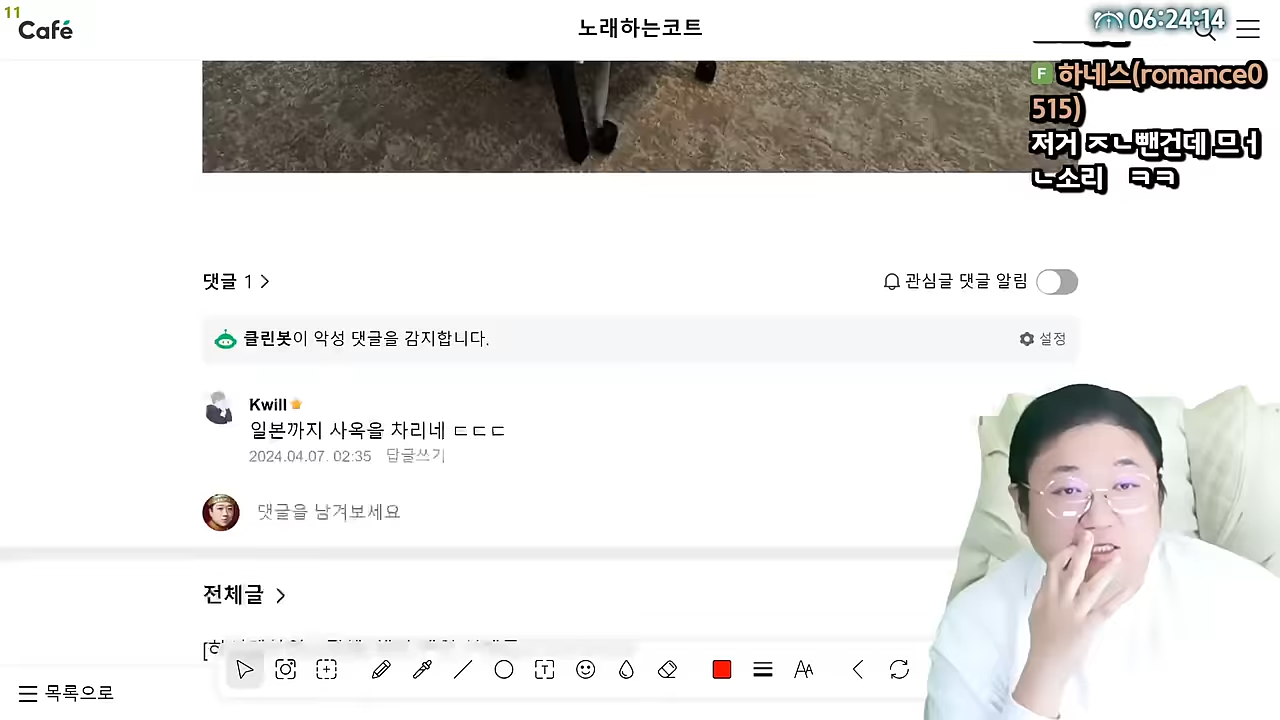 11
Café
노래하는코트
06:24:14
F 하네스(romance0
515)
저거 ㅈㄴ뺀건데 므ㅓ
ㄴ소리 ㅋㅋ
댓글 1
관심글 댓글 알림
클린봇이 악성 댓글을 감지합니다.
설정
Kwill
일본까지 사옥을 차리네 ㄷㄷㄷ
2024.04.07. 02:35 답글쓰기
댓글을 남겨보세요
전체글
목록으로